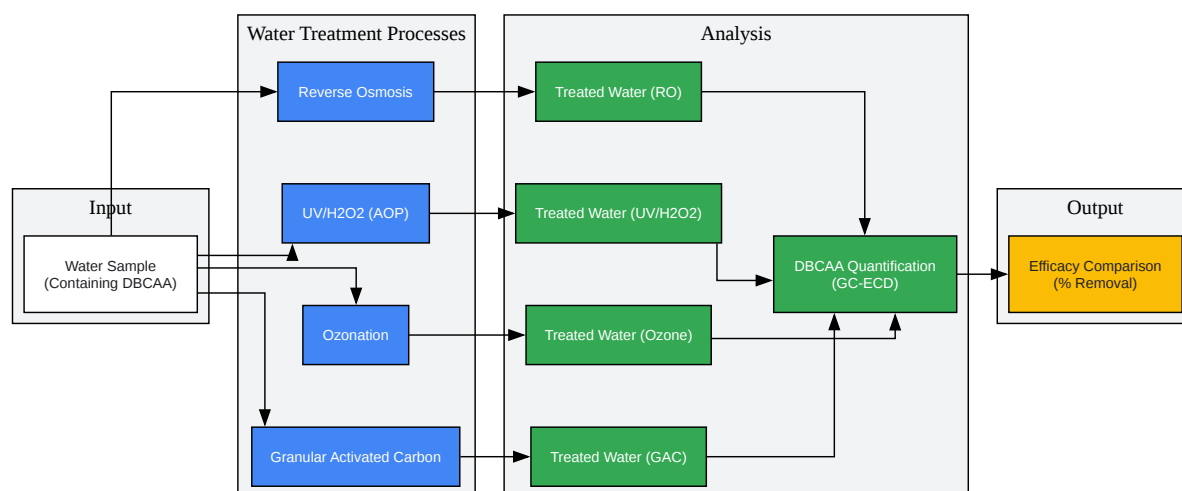 Water Treatment Processes
Analysis
Reverse Osmosis
Treated Water (RO)
Input
UV/H2O2 (AOP)
Treated Water (UV/H2O2)
Output
Water Sample
(Containing DBCAA)
DBCAA Quantification
(GC-ECD)
Efficacy Comparison
(% Removal)
Ozonation
Treated Water (Ozone)
Granular Activated Carbon
Treated Water (GAC)